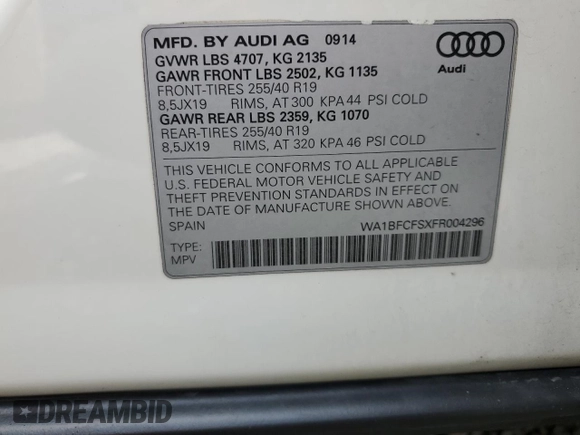 MFD. BY AUDI AG 0914
GVWR LBS 4707, KG 2135
GAWR FRONT LBS 2502, KG 1135
FRONT-TIRES 255/40 R19
8,5JX19 RIMS, AT 300 KPA 44 PSI COLD
GAWR REAR LBS 2359, KG 1070
REAR-TIRES 255/40 R19
8,5JX19 RIMS, AT 320 KPA 46 PSI COLD
Audi
THIS VEHICLE CONFORMS TO ALL APPLICABLE
U.S. FEDERAL MOTOR VEHICLE SAFETY AND
THEFT PREVENTION STANDARDS IN EFFECT ON
THE DATE OF MANUFACTURE SHOWN ABOVE.
SPAIN WA1BFCFSXFR004296
TYPE:
MPV
DREAMBID